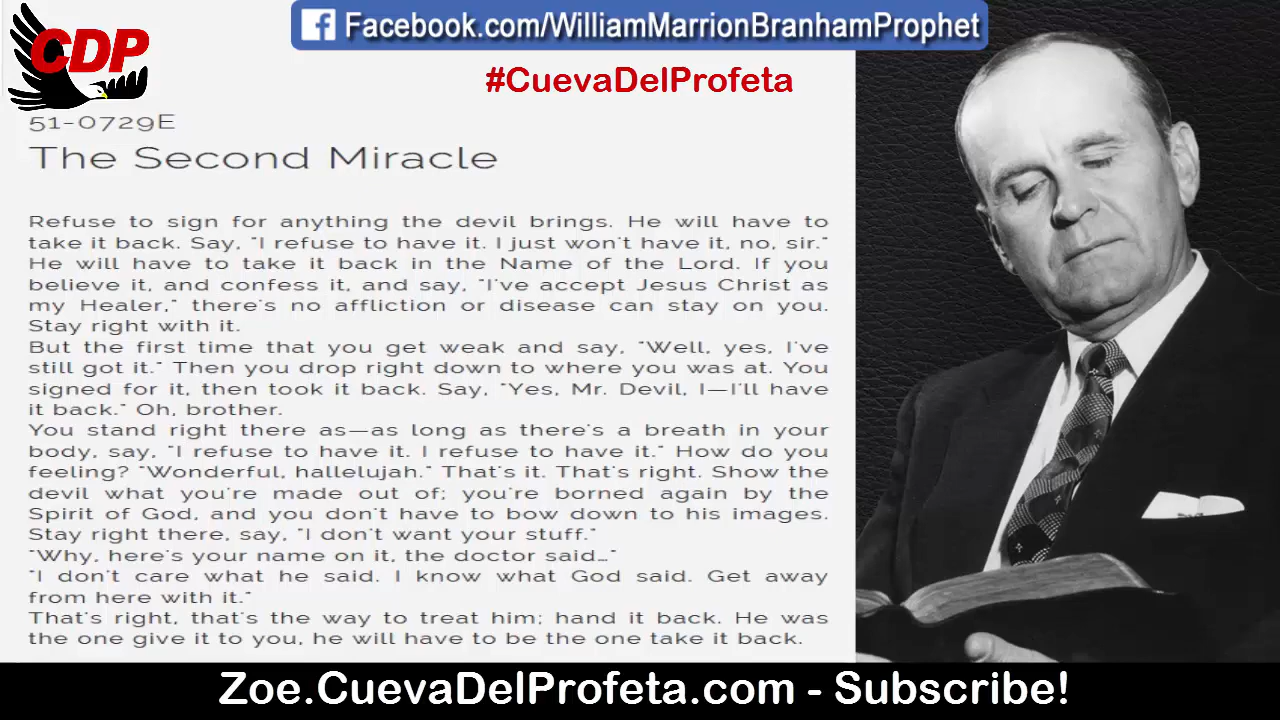 CDP
Facebook.com/WilliamMarrionBranhamProphet
#CuevaDelProfeta
51-0729E
The Second Miracle
Refuse to sign for anything the devil brings. He will have to
take it back. Say, "I refuse to have it. I just won't have it, no, sir."
He will have to take it back in the Name of the Lord. If you
believe it, and confess it, and say, "I've accept Jesus Christ as
my Healer," there's no affliction or disease can stay on you.
Stay right with it.
But the first time that you get weak and say, "Well, yes, I've
still got it." Then you drop right down to where you was at. You
signed for it, then took it back. Say, "Yes, Mr. Devil, I—I'll have
it back." Oh, brother.
You stand right there as—as long as there's a breath in your
body, say, "I refuse to have it. I refuse to have it." How do you
feeling? "Wonderful, hallelujah." That's it. That's right. Show the
devil what you're made out of; you're borned again by the
Spirit of God, and you don't have to bow down to his images.
Stay right there, say, "I don't want your stuff."
"Why, here's your name on it, the doctor said…"
"I don't care what he said. I know what God said. Get away
from here with it."
That's right, that's the way to treat him; hand it back. He was
the one give it to you, he will have to be the one take it back.
Zoe.CuevaDelProfeta.com - Subscribe!